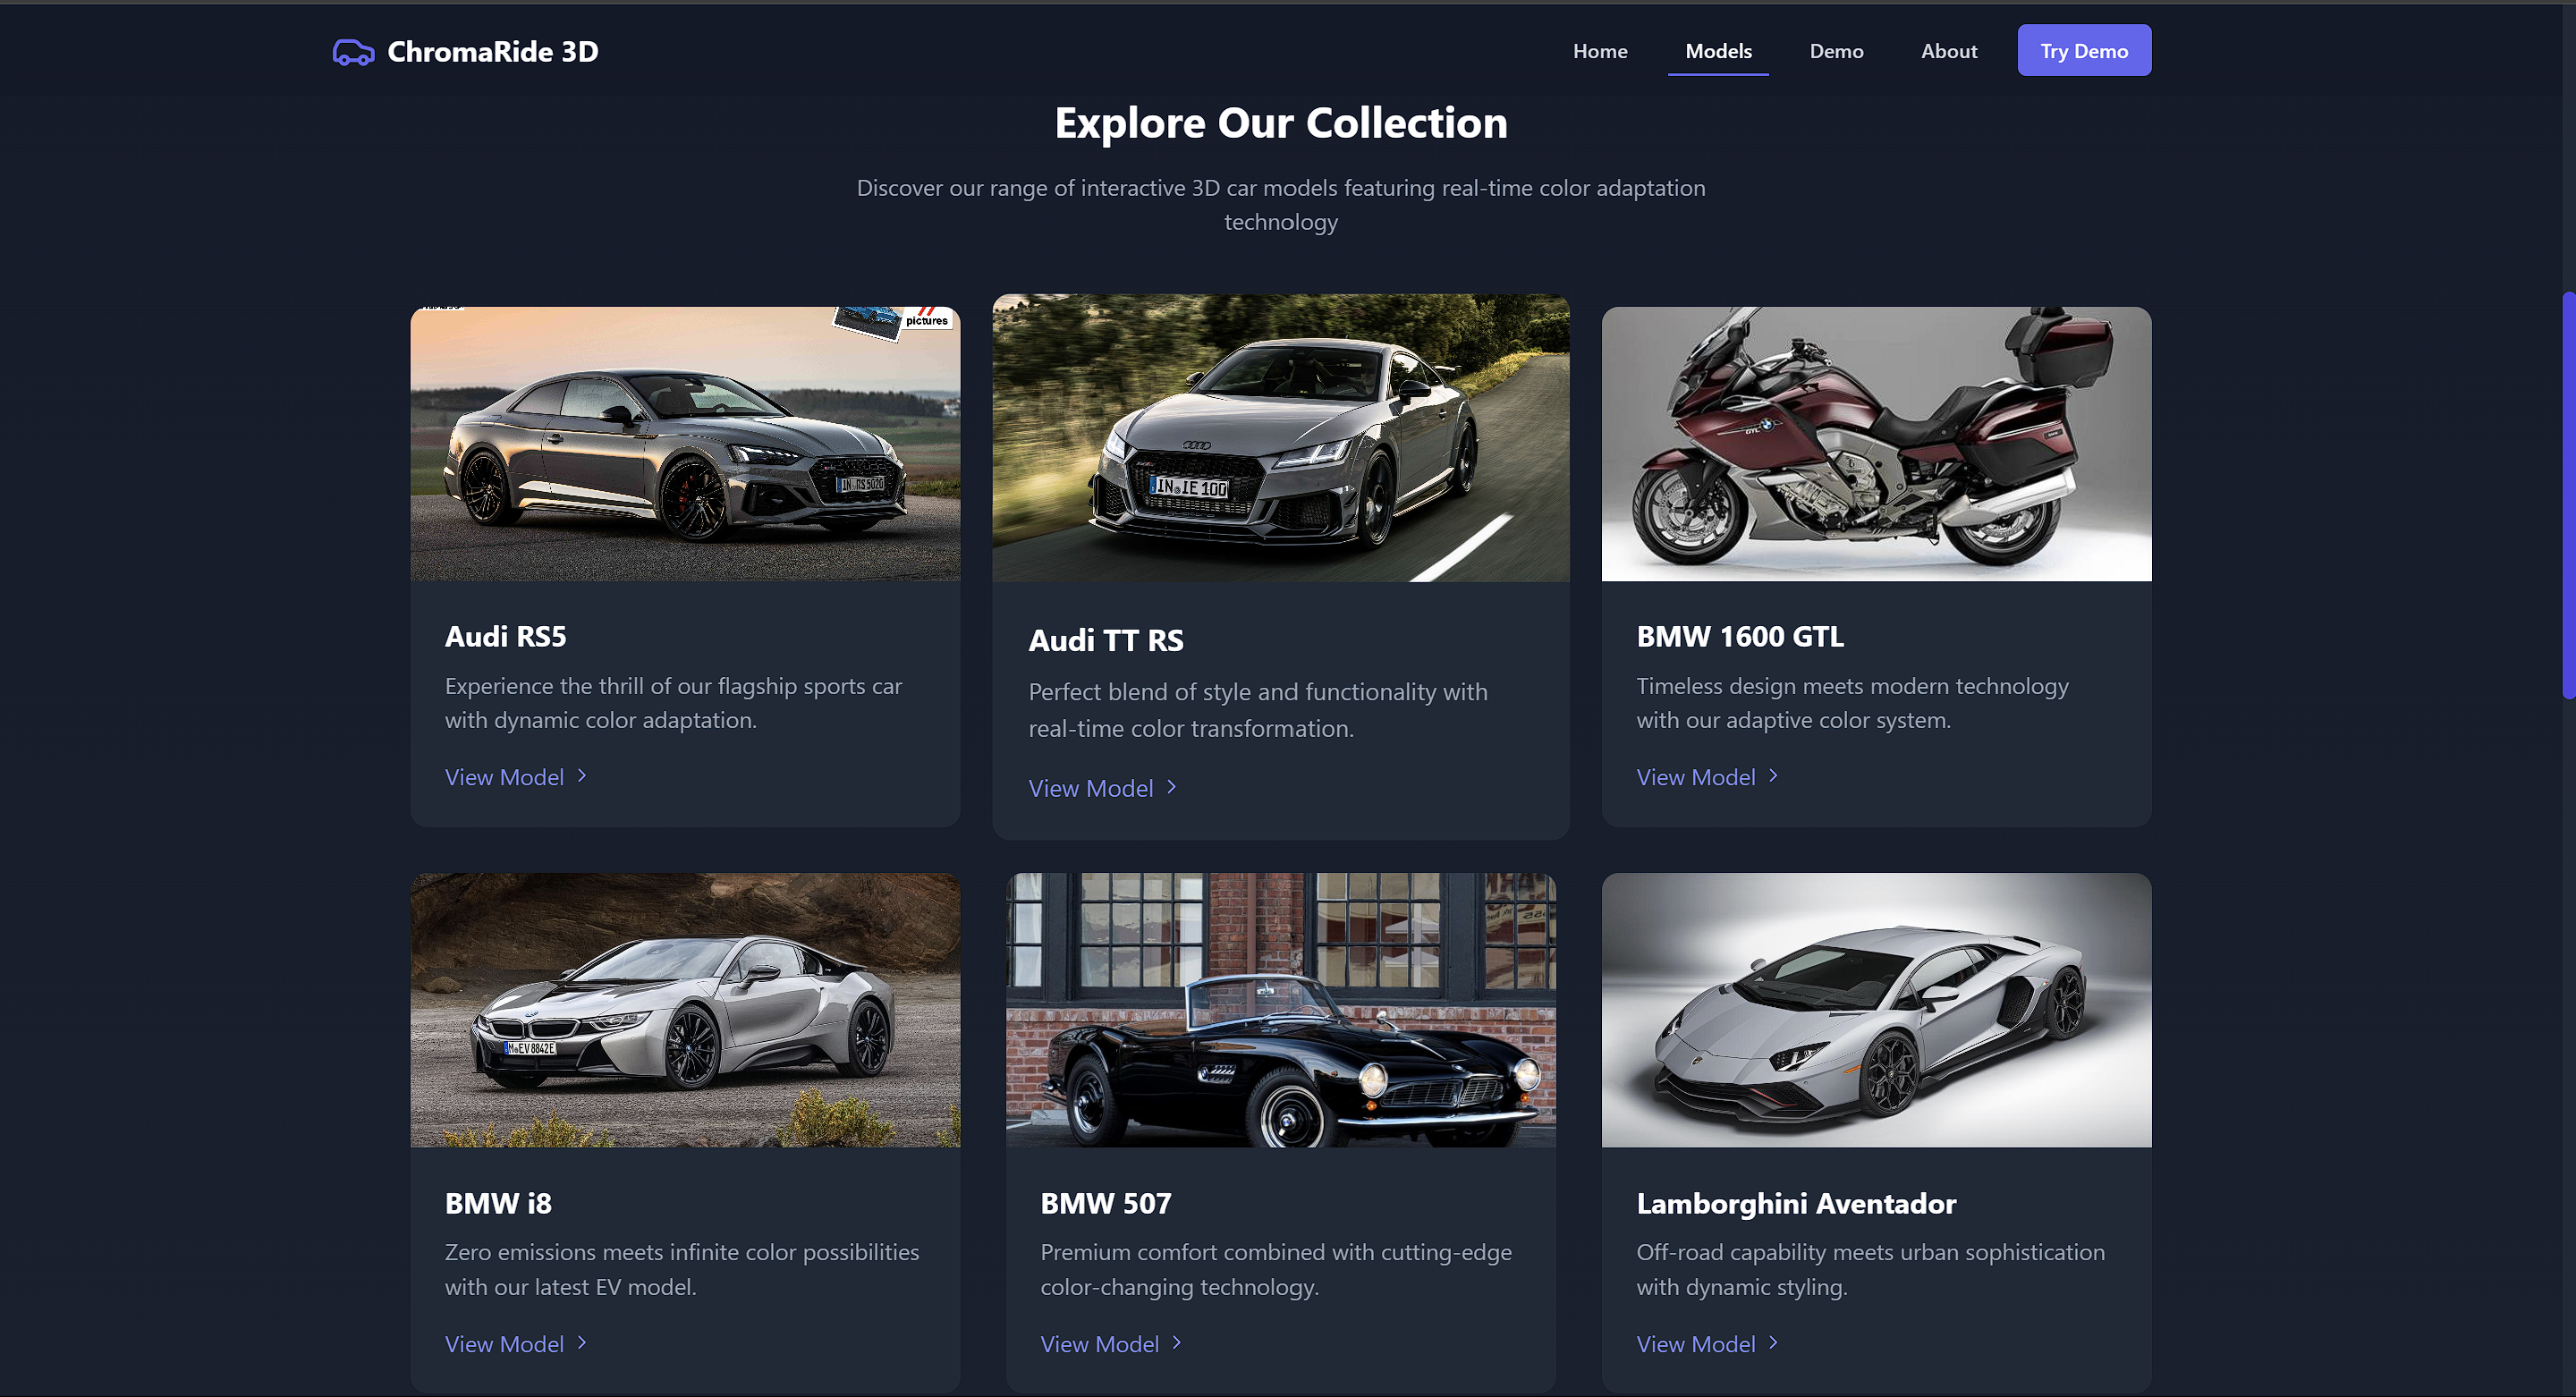 ChromaRide 3D
Home
Models
Demo
About
Try Demo
Explore Our Collection
Discover our range of interactive 3D car models featuring real-time color adaptation
technology
pictures
IN RS 5020
IN IE 100
GTL
Audi RS5
Experience the thrill of our flagship sports car
with dynamic color adaptation.
View Model
Audi TT RS
Perfect blend of style and functionality with
real-time color transformation.
View Model
BMW 1600 GTL
Timeless design meets modern technology
with our adaptive color system.
View Model
M EV 8842E
BMW i8
Zero emissions meets infinite color possibilities
with our latest EV model.
View Model
BMW 507
Premium comfort combined with cutting-edge
color-changing technology.
View Model
Lamborghini Aventador
Off-road capability meets urban sophistication
with dynamic styling.
View Model